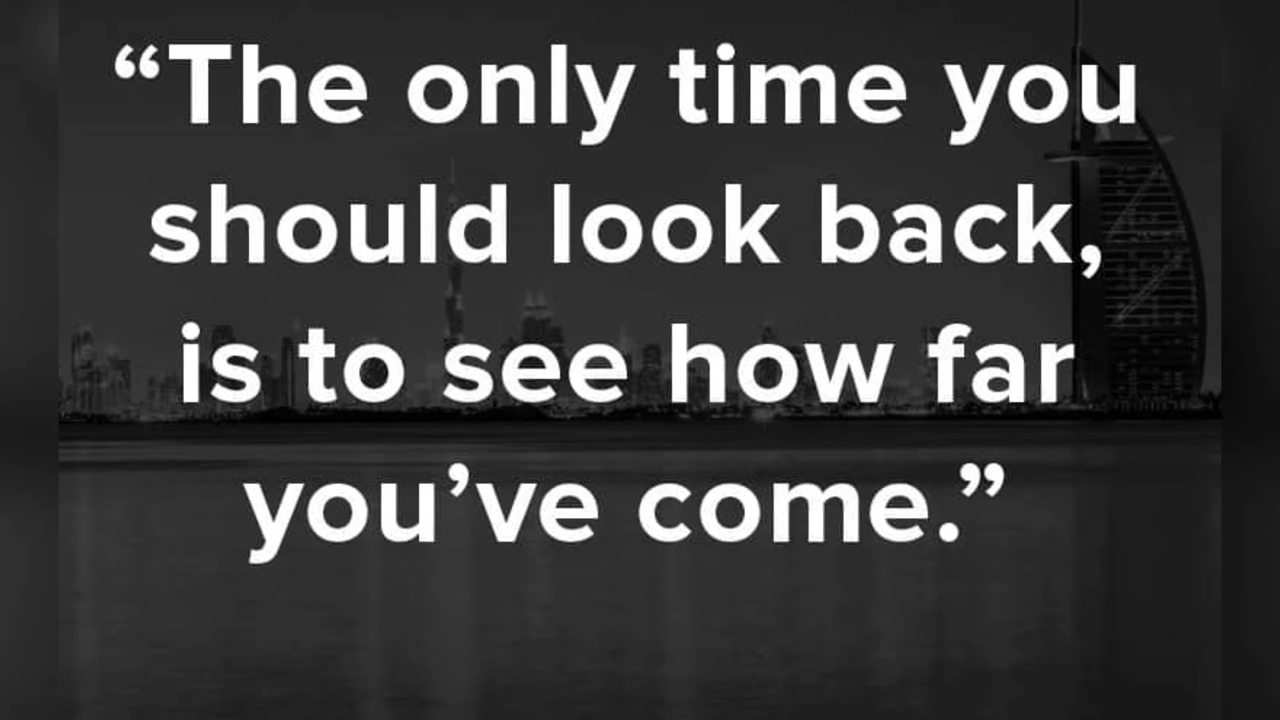 “The only time you
should look back,
is to see how far
you’ve come.”